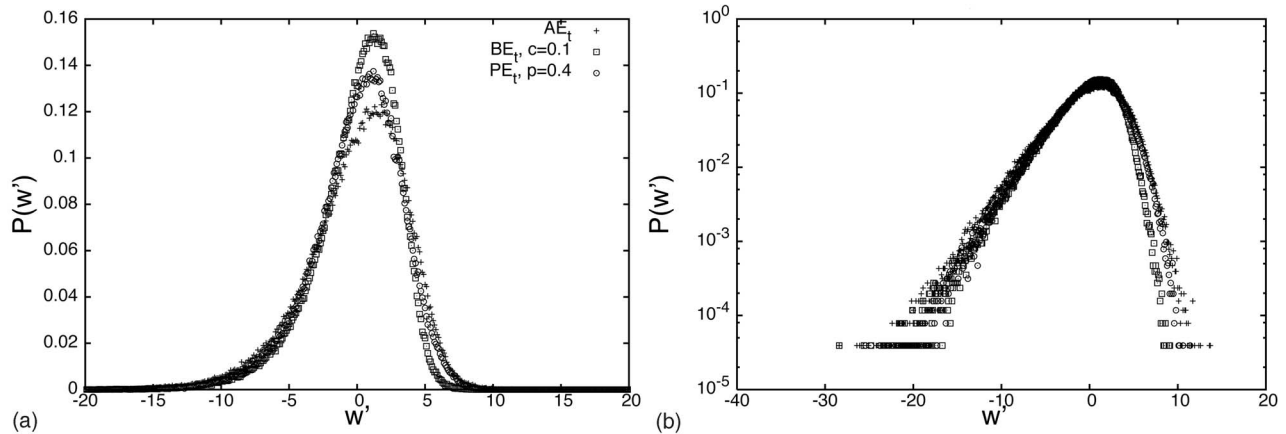 0.16
0.14
0.12
0.1
0.08
0.06
0.04
0.02
0
P(w')
-20 -15 -10 -5 0 5 10 15 20
w'
AE_t
BE_t, c=0.1
PE_t, p=0.4
(a)
10^0
10^-1
10^-2
10^-3
10^-4
10^-5
P(w')
-40 -30 -20 -10 0 10 20
w'
(b)